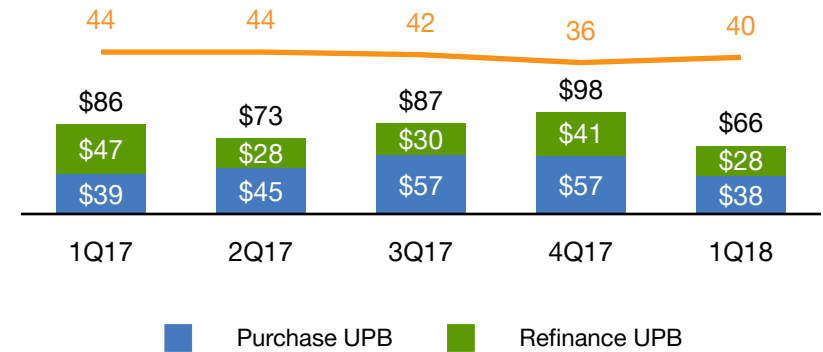 44 44 42 36 40
$86 $73 $87 $98 $66
$47 $28 $30 $41 $28
$39 $45 $57 $57 $38
1Q17 2Q17 3Q17 4Q17 1Q18
Purchase UPB Refinance UPB